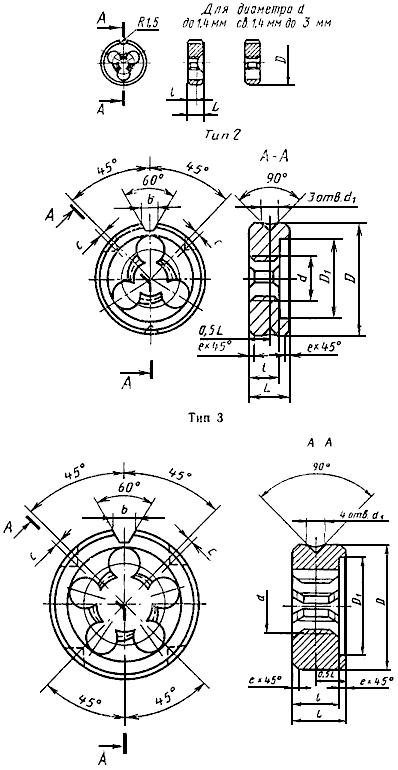 Для диаметра d
до 1,4 мм св. 1,4 мм до 3 мм
А
R1,5
D
l
L
А
Тип 2
45° 45°
60°
b
А
c c
А-А
90°
3 отв. d₁
d D₁ D
0,5L
e×45° e×45°
l
L
А
Тип 3
45° 45°
60°
b
А
c c
45° 45°
А
А А
90°
4 отв. d₁
d D₁ D
0,5L
e×45° e×45°
l
L